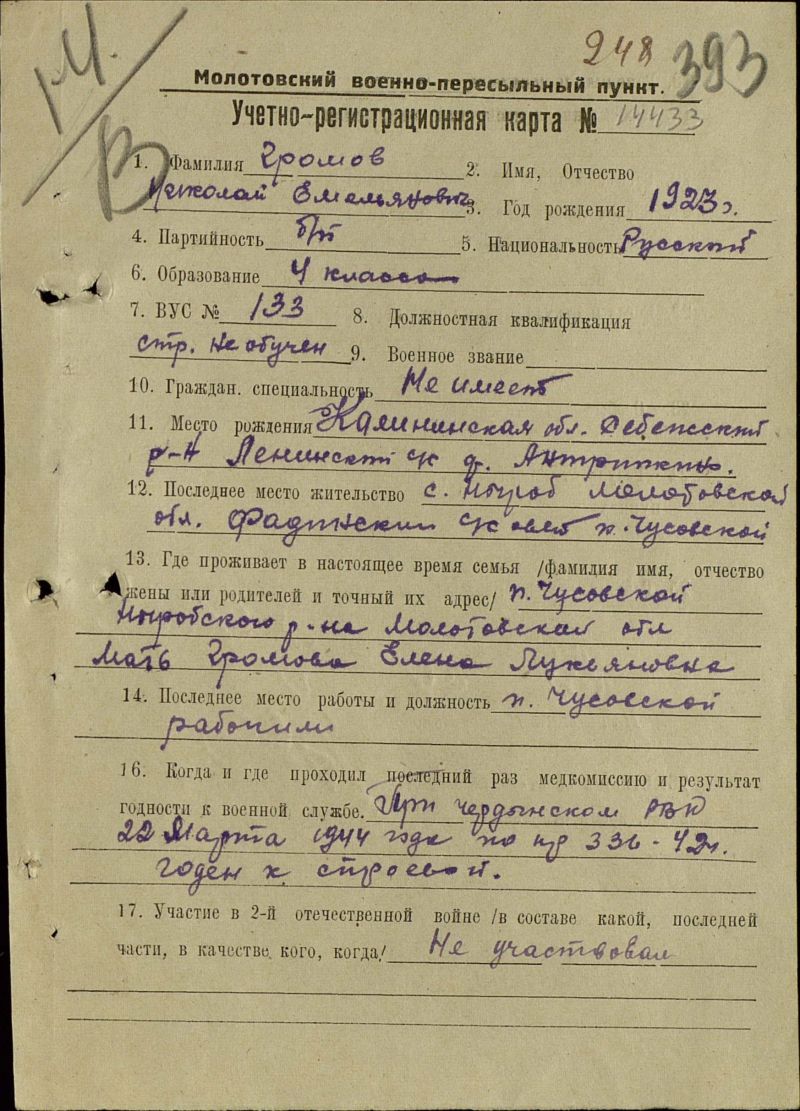 М.
248
393
Молотовский военно-пересыльный пункт.
Учетно-регистрационная карта № 14433
В
1. Фамилия Громов 2. Имя, Отчество
Николай Емельянович 3. Год рождения 1923 г.
4. Партийность б/п 5. Национальность Русский
6. Образование 4 класса
7. ВУС № 133 8. Должностная квалификация
стр. не обучен 9. Военное звание
10. Граждан. специальность Не имеет
11. Место рождения Калининская обл. Себежский
р-н Ленинский с/с д.
12. Последнее место жительство с. Ныроб Молотовской
обл. с/совет п. Чусовской
13. Где проживает в настоящее время семья /фамилия имя, отчество
жены или родителей и точный их адрес/ п. Чусовской
Ныробского р-на Молотовской обл
Мать Громова Елена Лукьяновна
14. Последнее место работы и должность п. Чусовской
рабочим
16. Когда и где проходил последний раз медкомиссию и результат
годности к военной службе. При Чердынском РВК
22 Марта 1944 года по пр 336-42г.
годен к строевой.
17. Участие в 2-й отечественной войне /в составе какой, последней
части, в качестве кого, когда/ Не участвовал